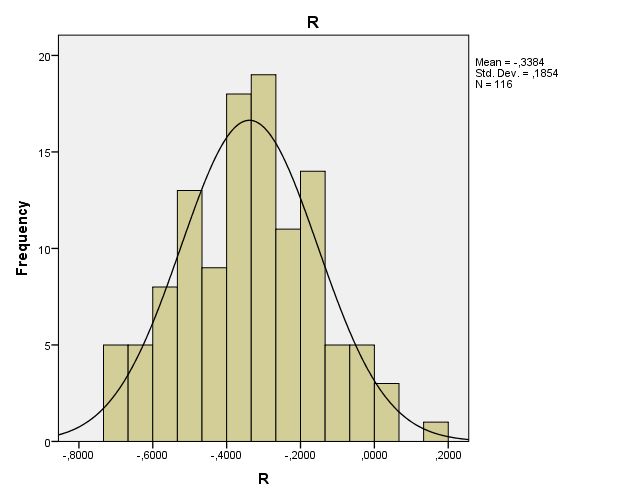 R
Mean = -,3384
Std. Dev. = ,1854
N = 116
Frequency
20
15
10
5
0
-,8000 -,6000 -,4000 -,2000 ,0000 ,2000
R